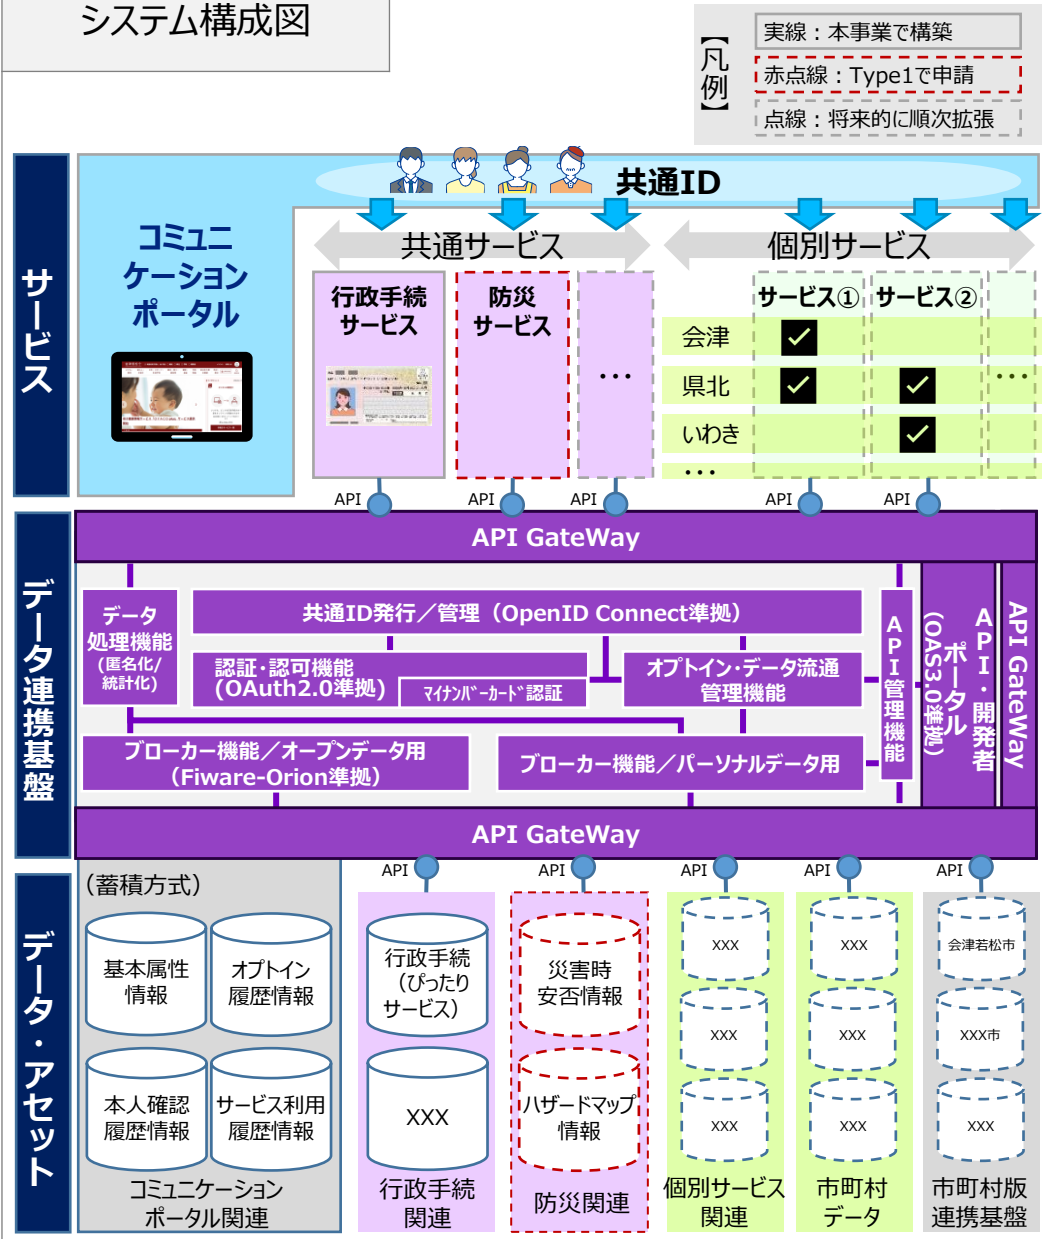 システム構成図
【凡例】
実線：本事業で構築
赤点線：Type1で申請
点線：将来的に順次拡張
サービス
共通ID
コミュニ
ケーション
ポータル
共通サービス
個別サービス
行政手続
サービス
防災
サービス
…
サービス①
サービス②
会津
県北
いわき
…
…
API
API
API
API
API
データ連携基盤
API GateWay
データ
処理機能
(匿名化/
統計化)
共通ID発行／管理（OpenID Connect準拠）
認証・認可機能
(OAuth2.0準拠)
ﾏｲﾅﾝﾊﾞｰｶｰﾄﾞ認証
オプトイン・データ流通
管理機能
API管理機能
API・開発者
ポータル
(OAS3.0準拠)
API GateWay
ブローカー機能／オープンデータ用
（Fiware-Orion準拠）
ブローカー機能／パーソナルデータ用
API GateWay
API
API
API
API
API
データ・アセット
（蓄積方式）
基本属性
情報
オプトイン
履歴情報
本人確認
履歴情報
サービス利用
履歴情報
コミュニケーション
ポータル関連
行政手続
（ぴったり
サービス）
XXX
行政手続
関連
災害時
安否情報
ハザードマップ
情報
防災関連
XXX
XXX
XXX
個別サービス
関連
XXX
XXX
XXX
市町村
データ
会津若松市
XXX市
XXX
市町村版
連携基盤